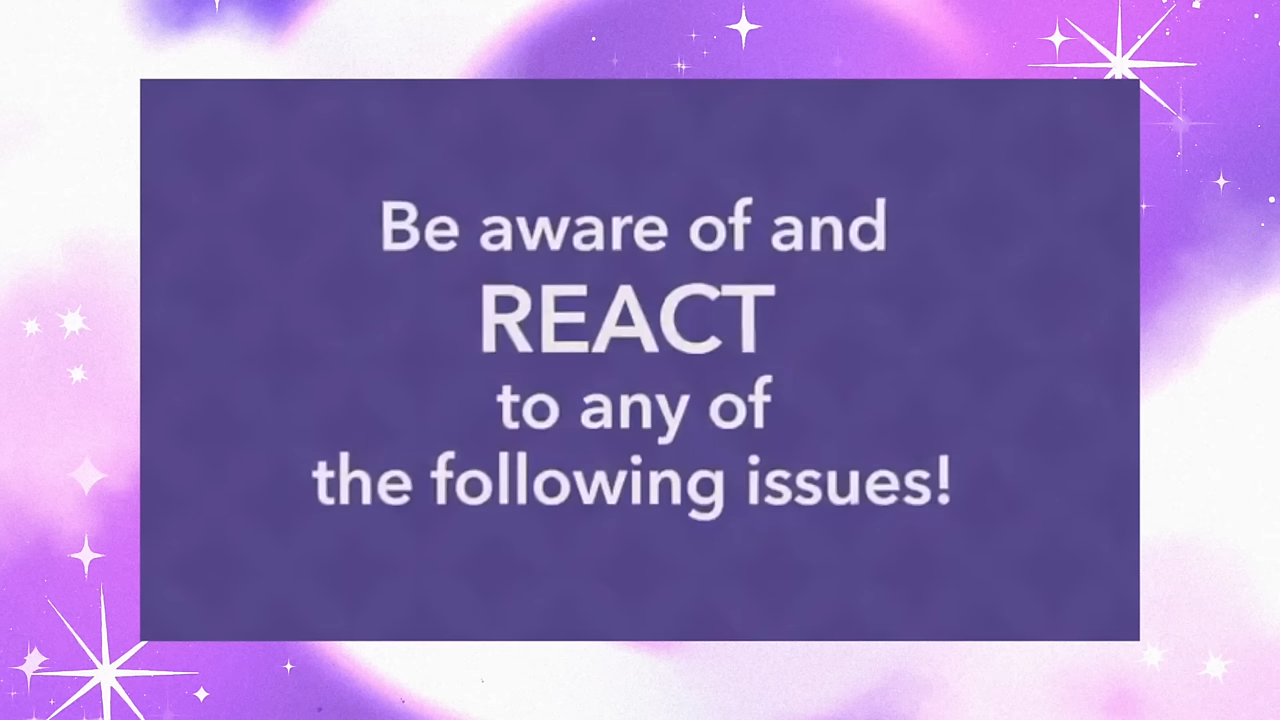 Be aware of and
REACT
to any of
the following issues!